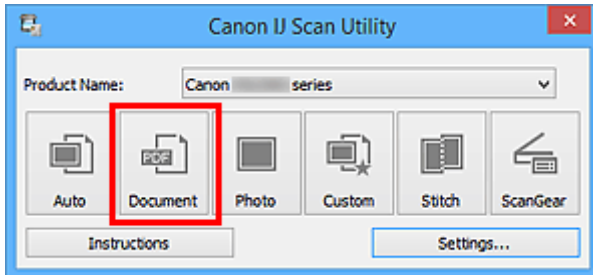 Canon IJ Scan Utility
Product Name: Canon series
PDF
Auto Document Photo Custom Stitch ScanGear
Instructions Settings...